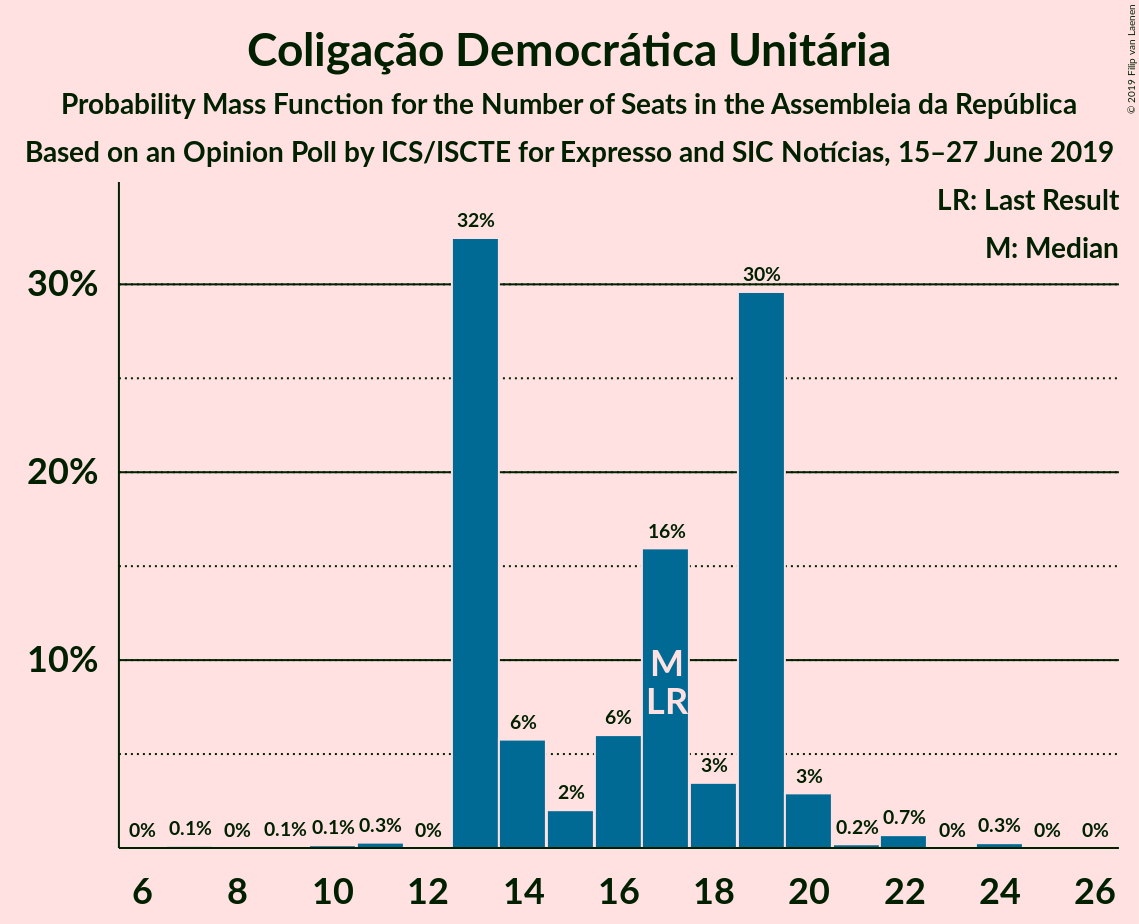 Coligação Democrática Unitária
Probability Mass Function for the Number of Seats in the Assembleia da República
Based on an Opinion Poll by ICS/ISCTE for Expresso and SIC Notícias, 15–27 June 2019
© 2019 Filip van Laenen
LR: Last Result
M: Median
30%
20%
10%
0%
0.1%
0%
0.1%
0.1%
0.3%
0%
32%
6%
2%
6%
16%
3%
30%
3%
0.2%
0.7%
0%
0.3%
0%
0%
M
LR
6 8 10 12 14 16 18 20 22 24 26